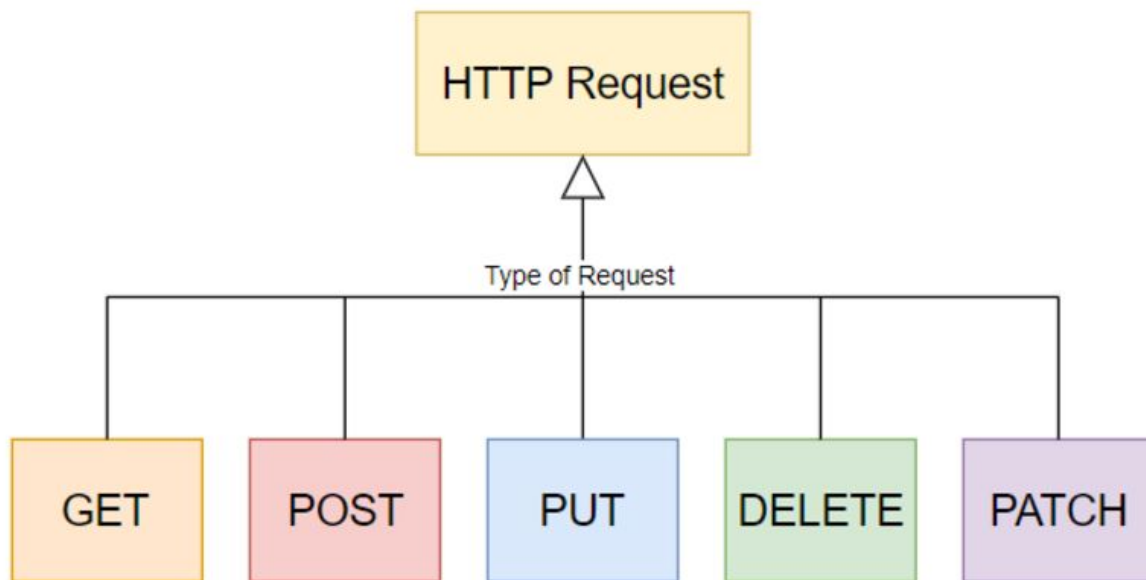 HTTP Request
Type of Request
GET
POST
PUT
DELETE
PATCH